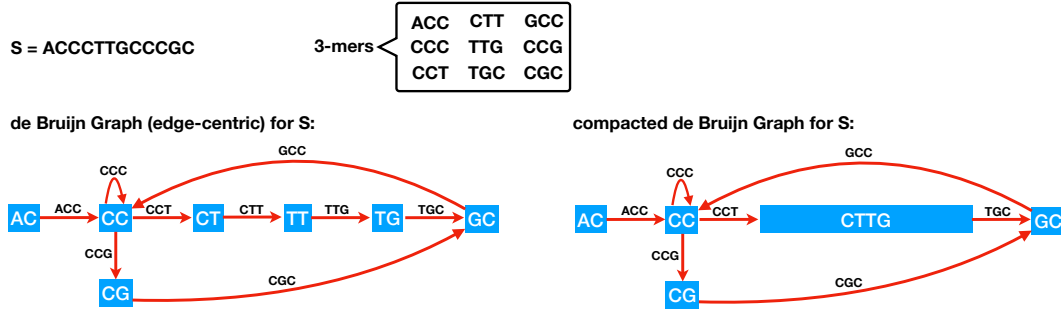 S = ACCCTTGCCCGC
3-mers
ACC CTT GCC
CCC TTG CCG
CCT TGC CGC
de Bruijn Graph (edge-centric) for S:
GCC
CCC
AC ACC CC CCT CT CTT TT TTG TG TGC GC
CCG
CG CGC
compacted de Bruijn Graph for S:
GCC
CCC
AC ACC CC CCT CTTG TGC GC
CCG
CG CGC